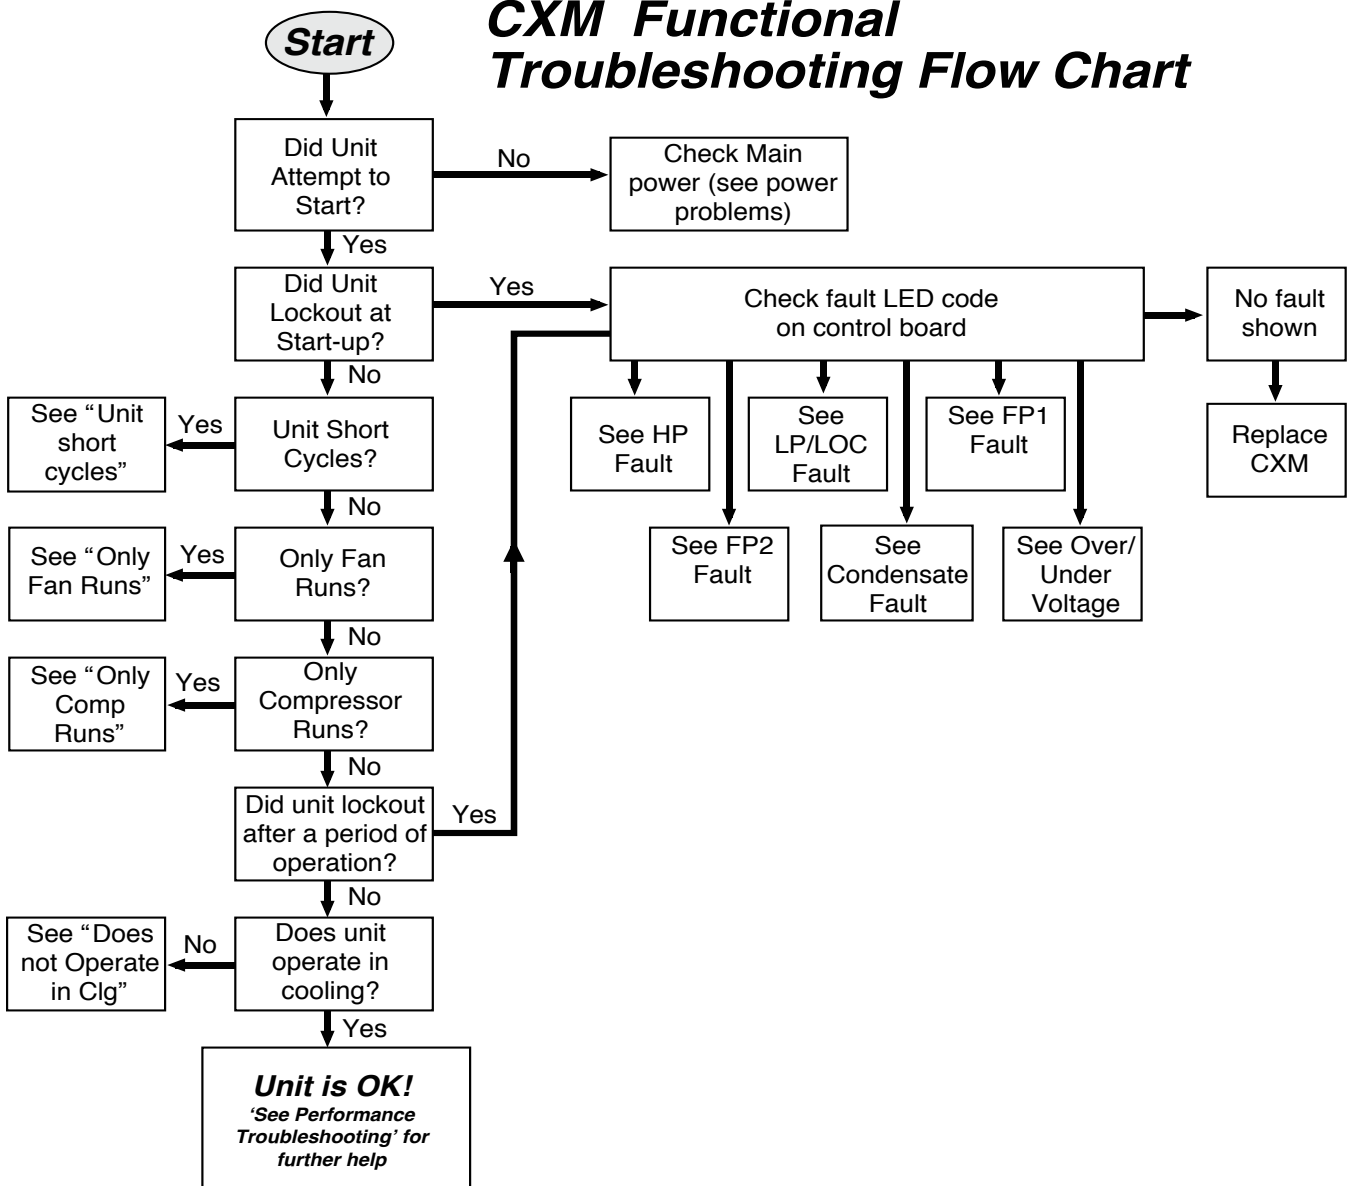 CXM Functional
Troubleshooting Flow Chart
Start
Did Unit
Attempt to
Start?
No
Check Main
power (see power
problems)
Yes
Did Unit
Lockout at
Start-up?
Yes
Check fault LED code
on control board
No fault
shown
No
See “Unit
short
cycles”
Yes
Unit Short
Cycles?
See HP
Fault
See
LP/LOC
Fault
See FP1
Fault
Replace
CXM
No
See “Only
Fan Runs”
Yes
Only Fan
Runs?
See FP2
Fault
See
Condensate
Fault
See Over/
Under
Voltage
No
See “Only
Comp
Runs”
Yes
Only
Compressor
Runs?
No
Did unit lockout
after a period of
operation?
Yes
No
See “Does
not Operate
in Clg”
No
Does unit
operate in
cooling?
Yes
Unit is OK!
‘See Performance
Troubleshooting’ for
further help